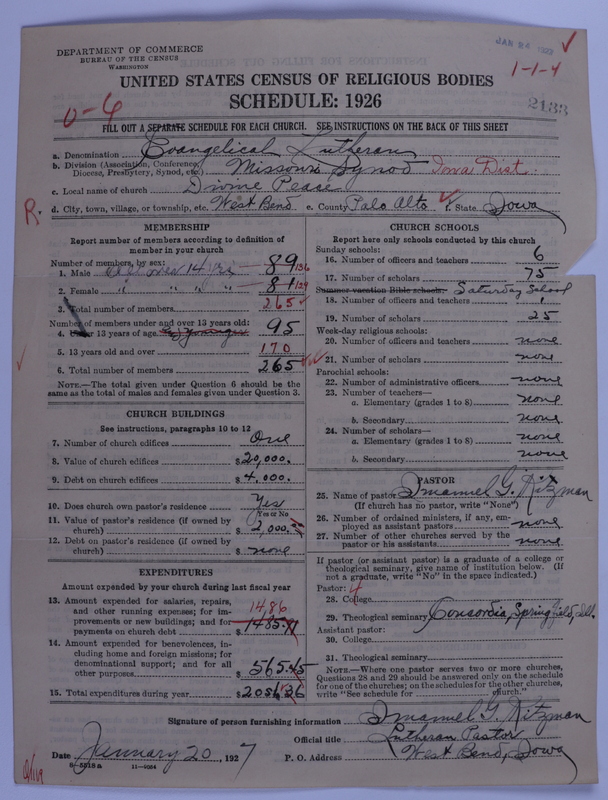 DEPARTMENT OF COMMERCE
BUREAU OF THE CENSUS
WASHINGTON
JAN 24 1927
1-1-4
UNITED STATES CENSUS OF RELIGIOUS BODIES
SCHEDULE: 1926
0-6
2133
FILL OUT A SEPARATE SCHEDULE FOR EACH CHURCH. SEE INSTRUCTIONS ON THE BACK OF THIS SHEET
a. Denomination Evangelical Lutheran
b. Division (Association, Conference, Diocese, Presbytery, Synod, etc.) Missouri Synod Iowa Dist.
c. Local name of church Divine Peace
R.
d. City, town, village, or township, etc. West Bend e. County Palo Alto f. State Iowa
MEMBERSHIP
Report number of members according to definition of member in your church
Number of members by sex:
1. Male 89 136
2. Female " " " " 81 129
3. Total number of members 265
Number of members under and over 13 years old:
4. Under 13 years of age 95
5. 13 years old and over 170
6. Total number of members 265
NOTE.—The total given under Question 6 should be the same as the total of males and females given under Question 3.
CHURCH BUILDINGS
See instructions, paragraphs 10 to 12
7. Number of church edifices One
8. Value of church edifices $20,000.
9. Debt on church edifices $4,000.
10. Does church own pastor's residence? Yes
Yes or No
11. Value of pastor's residence (if owned by church) $2,000.
12. Debt on pastor's residence (if owned by church) $none
EXPENDITURES
Amount expended by your church during last fiscal year
13. Amount expended for salaries, repairs, and other running expenses; for improvements or new buildings; and for payments on church debt $1485.91
1486
14. Amount expended for benevolences, including home and foreign missions; for denominational support; and for all other purposes $565.45
15. Total expenditures during year $2051.36
CHURCH SCHOOLS
Report here only schools conducted by this church
Sunday schools:
16. Number of officers and teachers 6
17. Number of scholars 75
Summer vacation Bible schools: Saturday School
18. Number of officers and teachers 1
19. Number of scholars 25
Week-day religious schools:
20. Number of officers and teachers none
21. Number of scholars none
Parochial schools:
22. Number of administrative officers none
23. Number of teachers—
a. Elementary (grades 1 to 8) none
b. Secondary none
24. Number of scholars—
a. Elementary (grades 1 to 8) none
b. Secondary none
PASTOR
25. Name of pastor Imanuel G. Kitzman
(If church has no pastor, write "None")
26. Number of ordained ministers, if any, employed as assistant pastors none
27. Number of other churches served by the pastor or his assistants none
If pastor (or assistant pastor) is a graduate of a college or theological seminary, give name of institution below. (If not a graduate, write "No" in the space indicated.)
Pastor: 4
28. College
29. Theological seminary Concordia, Springfield, Ill.
Assistant pastor:
30. College
31. Theological seminary
NOTE.—Where one pastor serves two or more churches, Questions 28 and 29 should be answered only on the schedule for one of the churches; on the schedules for the other churches, write "See schedule for church."
Signature of person furnishing information Imanuel G. Kitzman
Official title Lutheran Pastor
Date January 20, 1927 P. O. Address West Bend, Iowa
8-5518a 11-9064